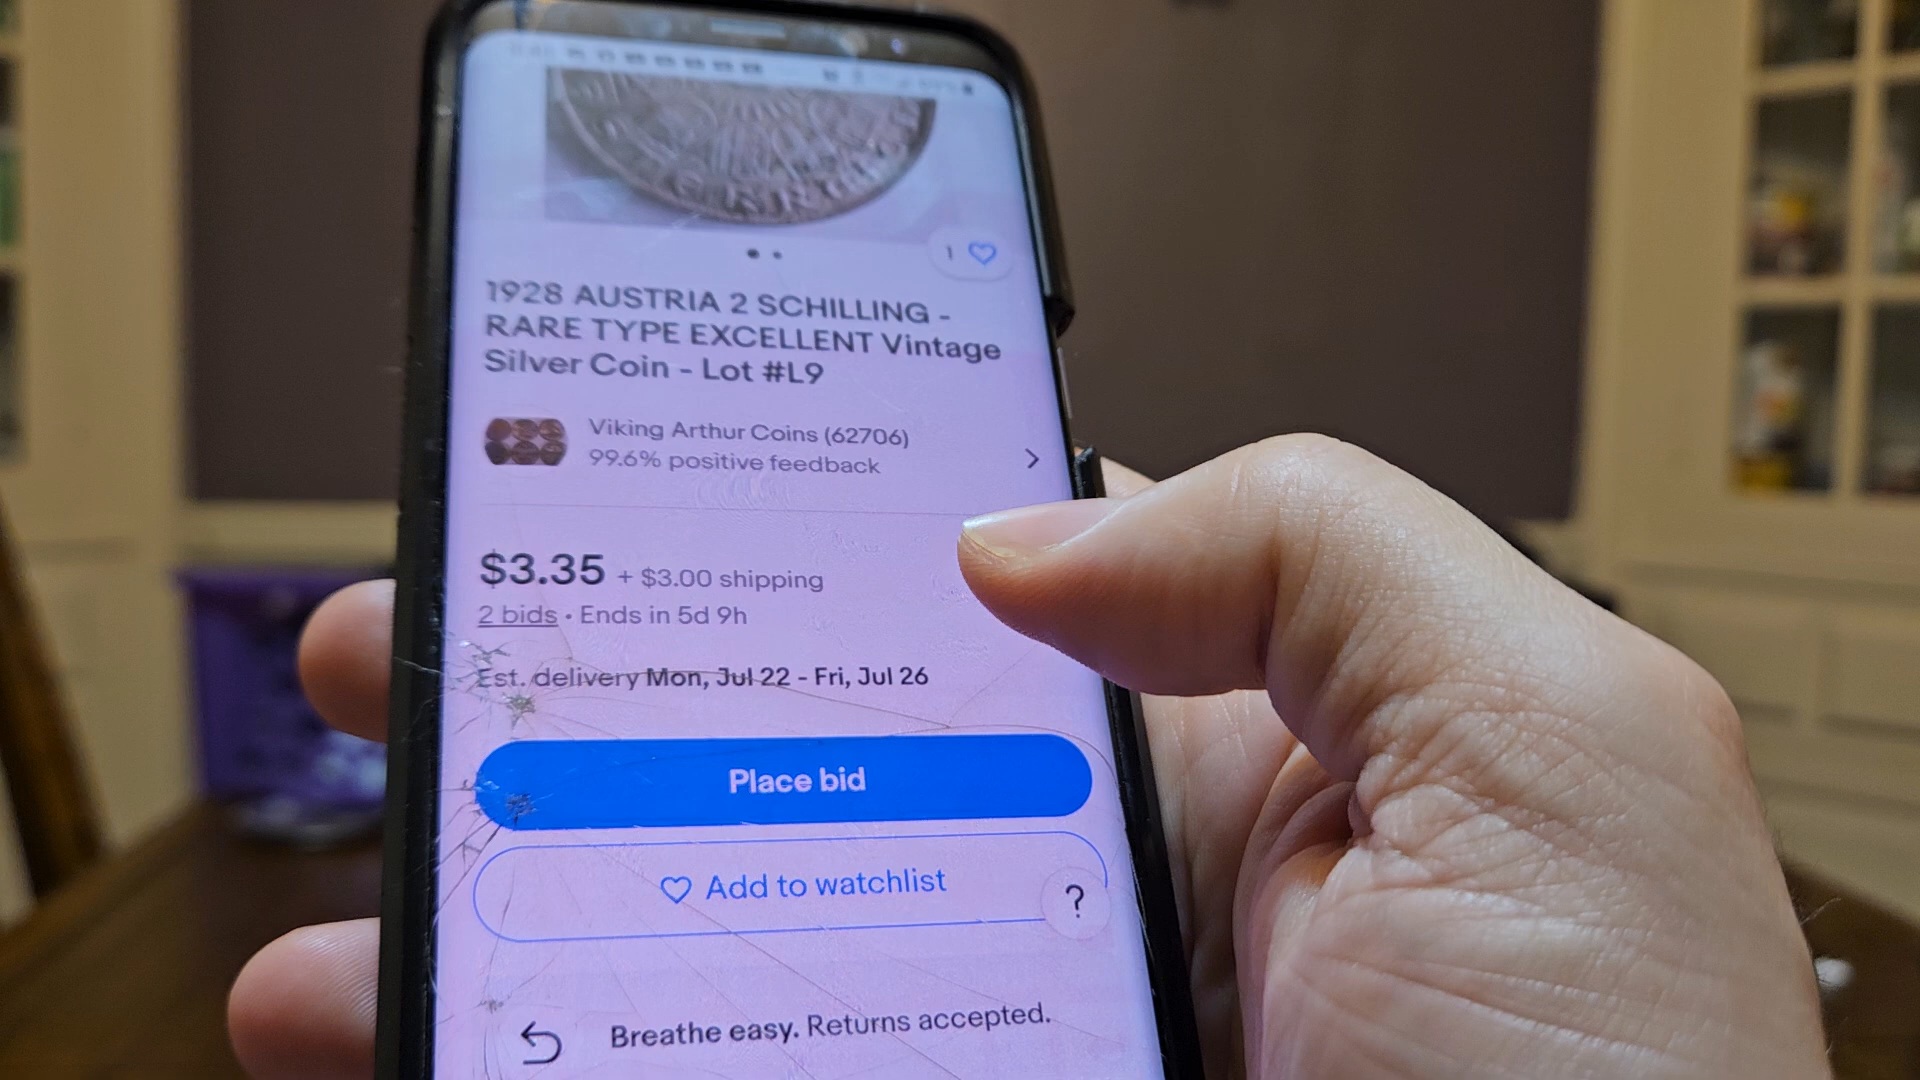 1
1928 AUSTRIA 2 SCHILLING -
RARE TYPE EXCELLENT Vintage
Silver Coin - Lot #L9
Viking Arthur Coins (62706)
99.6% positive feedback
$3.35 + $3.00 shipping
2 bids • Ends in 5d 9h
Est. delivery Mon, Jul 22 - Fri, Jul 26
Place bid
Add to watchlist
?
Breathe easy. Returns accepted.